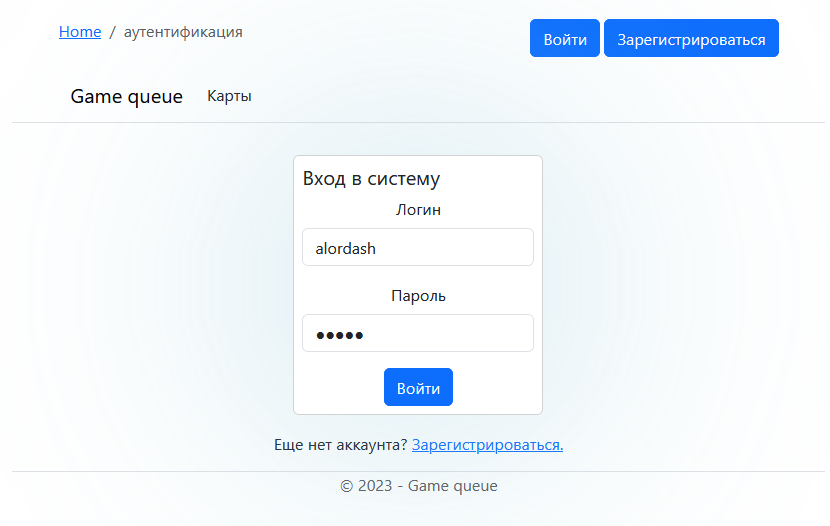 Home / аутентификация
Войти Зарегистрироваться
Game queue Карты
Вход в систему
Логин
alordash
Пароль
●●●●●
Войти
Еще нет аккаунта? Зарегистрироваться.
© 2023 - Game queue